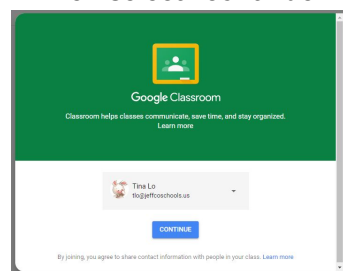 Google Classroom
Classroom helps classes communicate, save time, and stay organized.
Learn more
Tina Lo
tlo@jeffcoschools.us
CONTINUE
By joining, you agree to share contact information with people in your class. Learn more